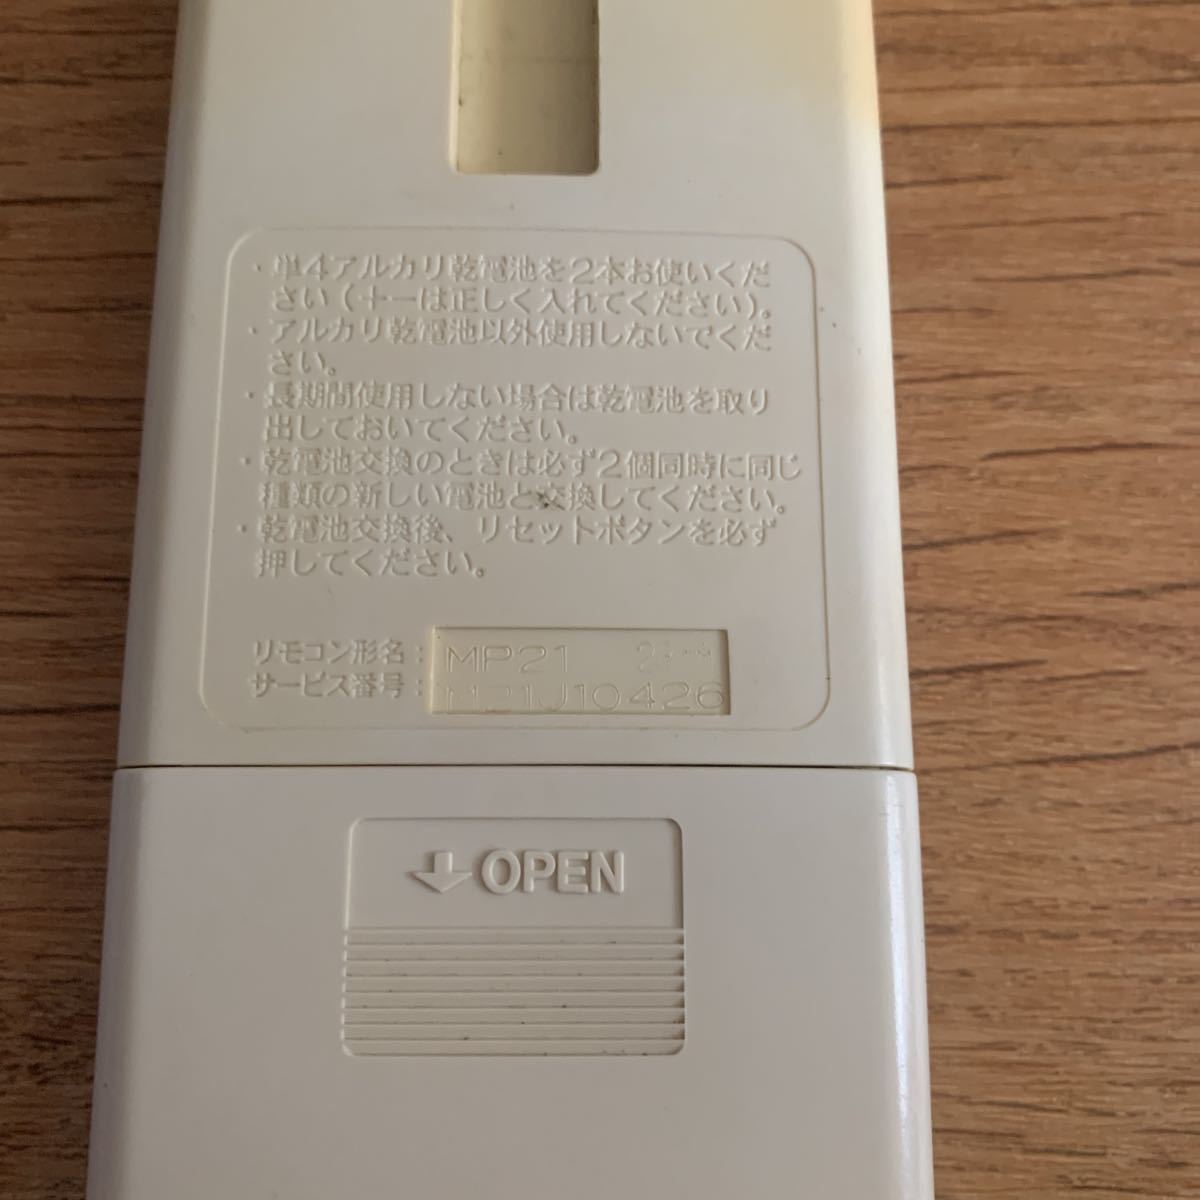 ・単4アルカリ乾電池を2本お使いくだ
さい(+ーは正しく入れてください)。
・アルカリ乾電池以外使用しないでくだ
さい。
・長期間使用しない場合は乾電池を取り
出しておいてください。
・乾電池交換のときは必ず2個同時に同じ
種類の新しい電池と交換してください。
・乾電池交換後、リセットボタンを必ず
押してください。
リモコン形名: MP21
サービス番号: M21J10426
OPEN